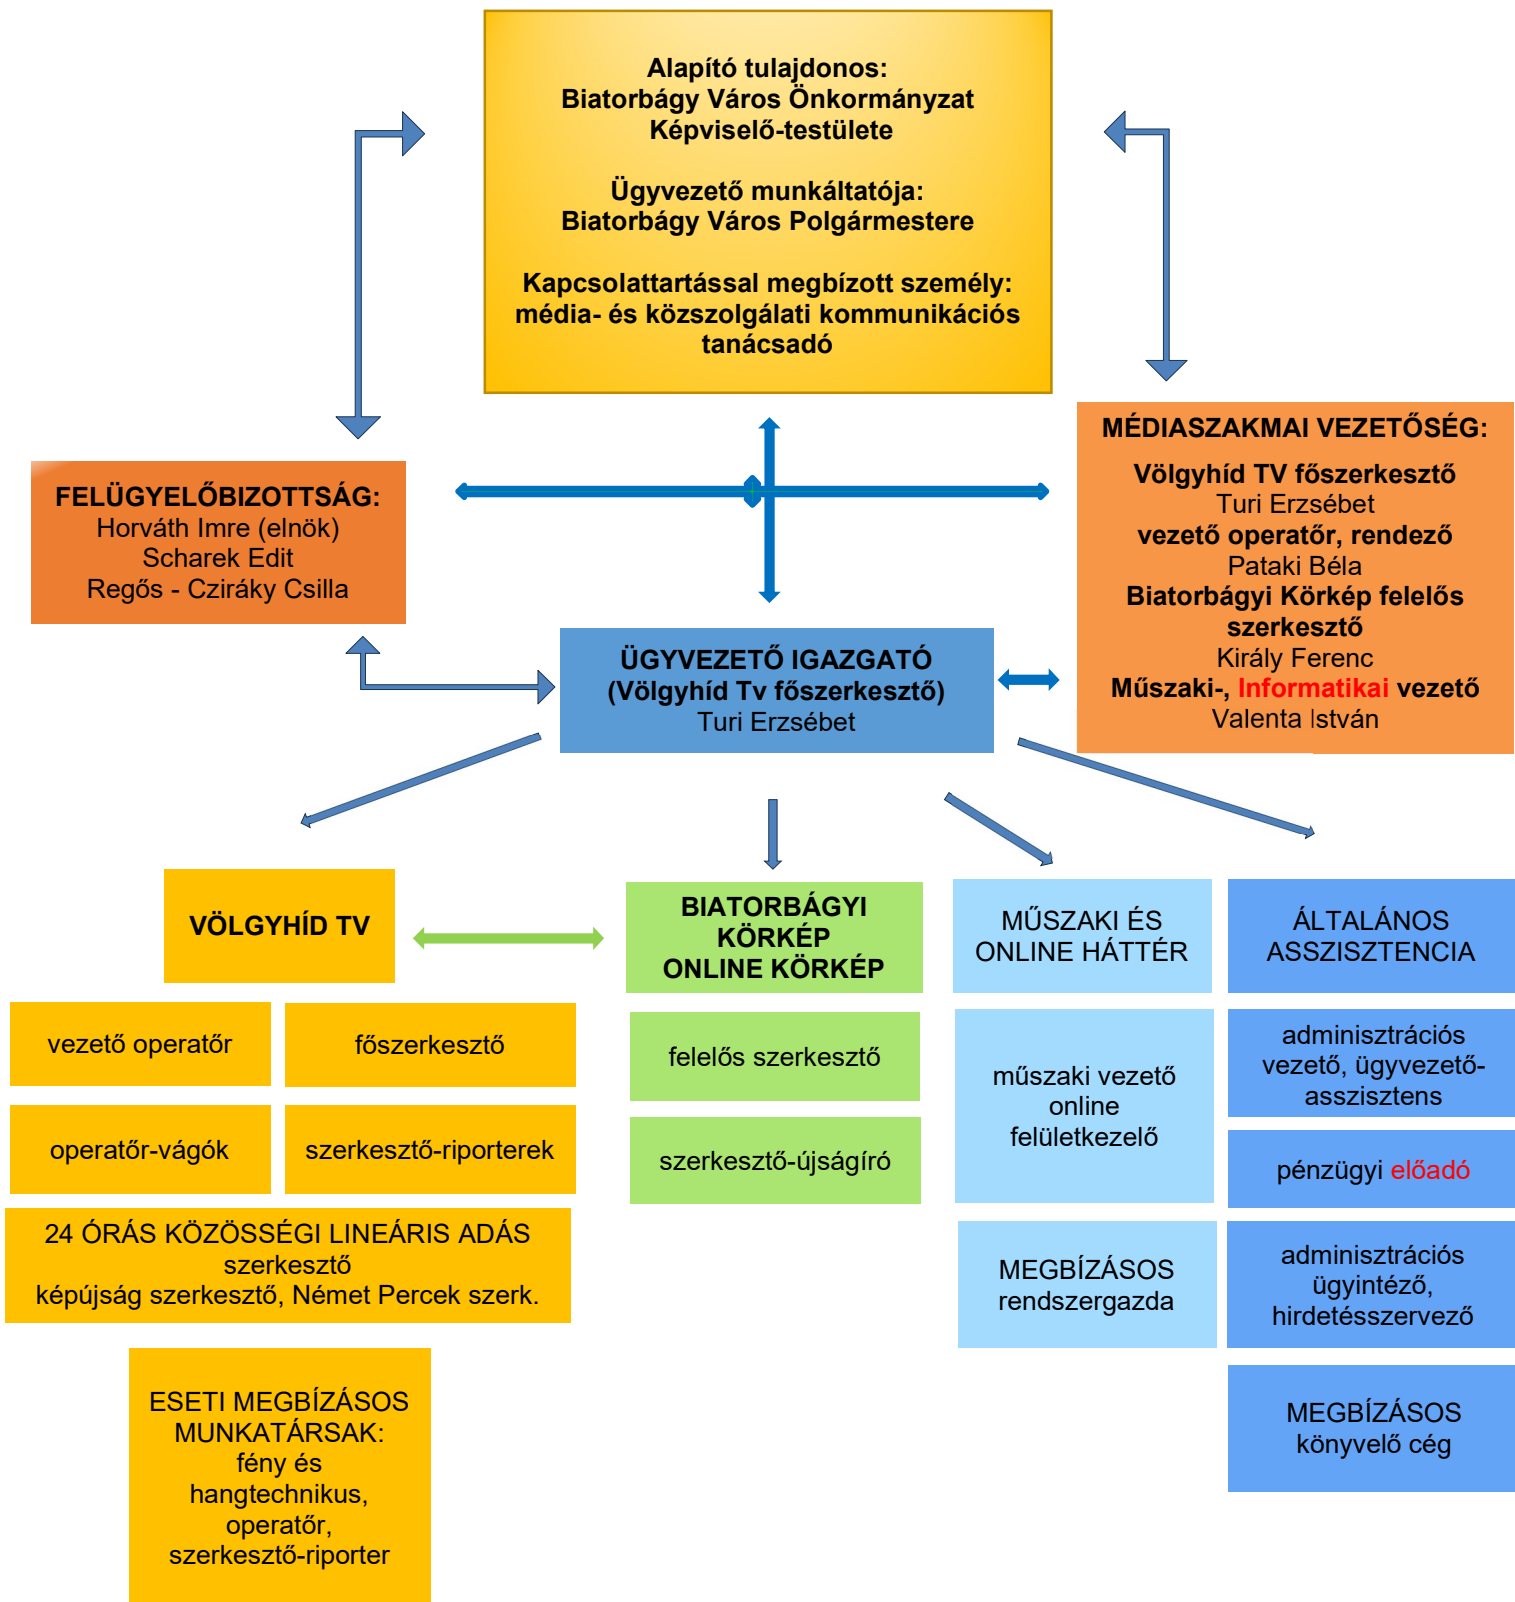 Alapító tulajdonos:
Biatorbágy Város Önkormányzat
Képviselő-testülete
Ügyvezető munkáltatója:
Biatorbágy Város Polgármestere
Kapcsolattartással megbízott személy:
média- és közszolgálati kommunikációs
tanácsadó
FELÜGYELŐBIZOTTSÁG:
Horváth Imre (elnök)
Scharek Edit
Regős - Cziráky Csilla
MÉDIASZAKMAI VEZETŐSÉG:
Völgyhíd TV főszerkesztő
Turi Erzsébet
vezető operatőr, rendező
Pataki Béla
Biatorbágyi Körkép felelős
szerkesztő
Király Ferenc
Műszaki-, Informatikai vezető
Valenta István
ÜGYVEZETŐ IGAZGATÓ
(Völgyhíd Tv főszerkesztő)
Turi Erzsébet
VÖLGYHÍD TV
vezető operatőr
főszerkesztő
operatőr-vágók
szerkesztő-riporterek
24 ÓRÁS KÖZÖSSÉGI LINEÁRIS ADÁS
szerkesztő
képújság szerkesztő, Német Percek szerk.
ESETI MEGBÍZÁSOS
MUNKATÁRSAK:
fény és
hangtechnikus,
operatőr,
szerkesztő-riporter
BIATORBÁGYI
KÖRKÉP
ONLINE KÖRKÉP
felelős szerkesztő
szerkesztő-újságíró
MŰSZAKI ÉS
ONLINE HÁTTÉR
műszaki vezető
online
felületkezelő
MEGBÍZÁSOS
rendszergazda
ÁLTALÁNOS
ASSZISZTENCIA
adminisztrációs
vezető, ügyvezető-
asszisztens
pénzügyi előadó
adminisztrációs
ügyintéző,
hirdetésszervező
MEGBÍZÁSOS
könyvelő cég